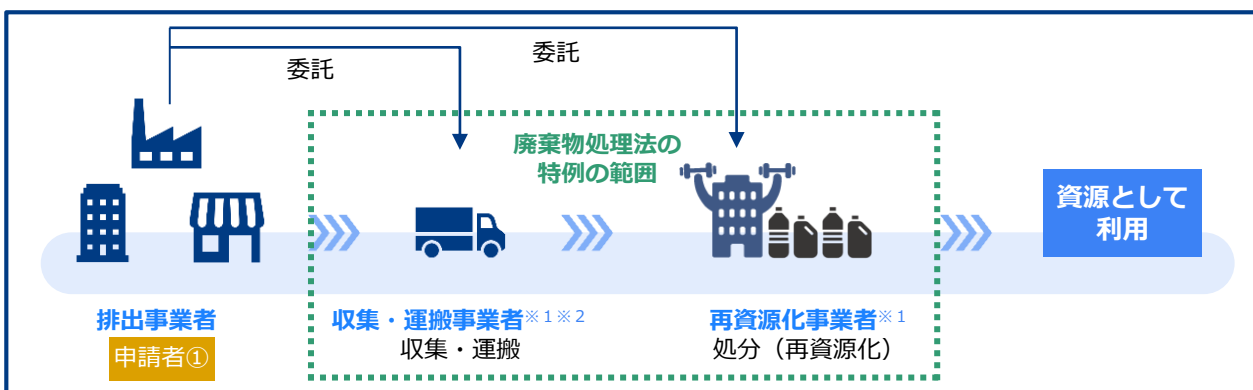 委託
委託
廃棄物処理法の
特例の範囲
資源として
利用
排出事業者
申請者①
収集・運搬事業者※1※2
収集・運搬
再資源化事業者※1
処分（再資源化）